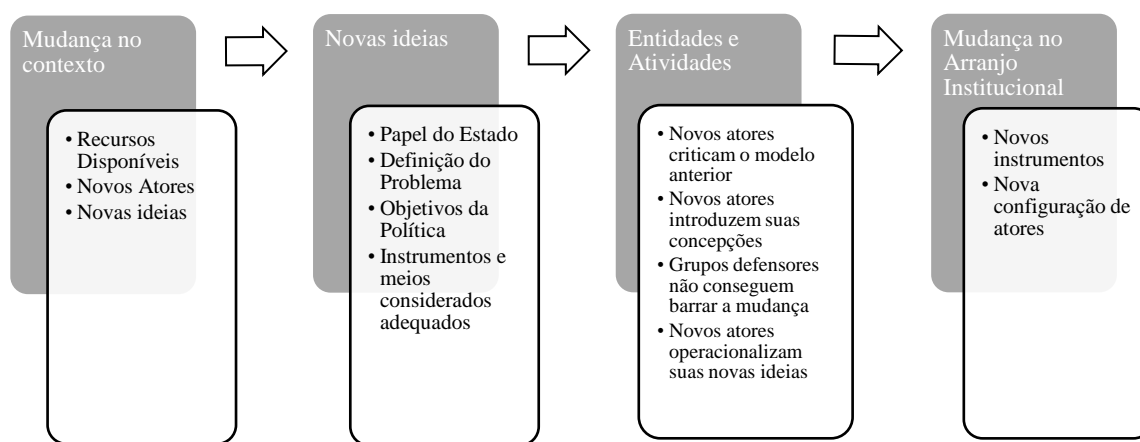 Mudança no
contexto
• Recursos
Disponíveis
• Novos Atores
• Novas ideias
Novas ideias
• Papel do Estado
• Definição do
Problema
• Objetivos da
Política
• Instrumentos e
meios
considerados
adequados
Entidades e
Atividades
• Novos atores
criticam o modelo
anterior
• Novos atores
introduzem suas
concepções
• Grupos defensores
não conseguem
barrar a mudança
• Novos atores
operacionalizam
suas novas ideias
Mudança no
Arranjo
Institucional
• Novos
instrumentos
• Nova
configuração de
atores